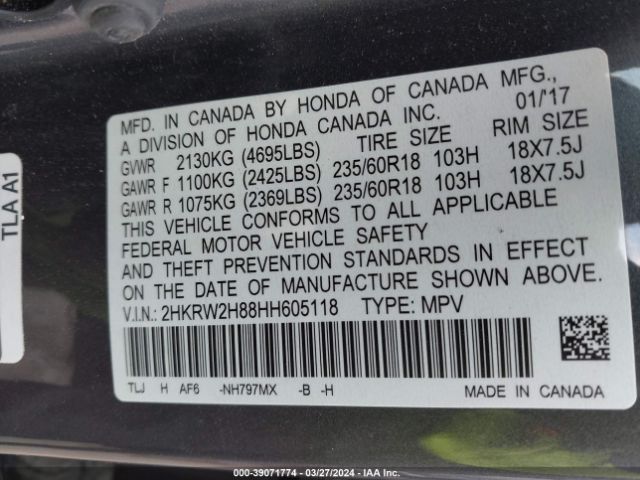 TLA A1
MFD. IN CANADA BY HONDA OF CANADA MFG.,
A DIVISION OF HONDA CANADA INC. 01/'17
GVWR 2130KG (4695LBS) TIRE SIZE RIM SIZE
GAWR F 1100KG (2425LBS) 235/60R18 103H 18X7.5J
GAWR R 1075KG (2369LBS) 235/60R18 103H 18X7.5J
THIS VEHICLE CONFORMS TO ALL APPLICABLE
FEDERAL MOTOR VEHICLE SAFETY
AND THEFT PREVENTION STANDARDS IN EFFECT
ON THE DATE OF MANUFACTURE SHOWN ABOVE.
V.I.N.: 2HKRW2H88HH605118 TYPE: MPV
TLJ H AF6 -NH797MX -B -H MADE IN CANADA
000-39071774 — 03/27/2024 — IAA Inc.